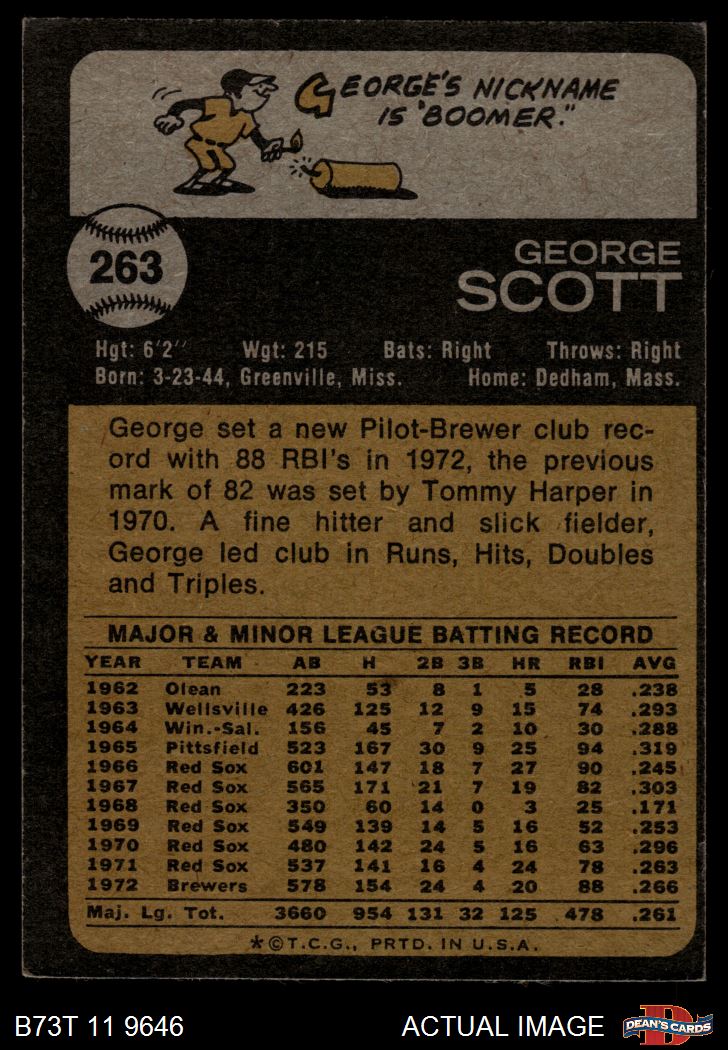 GEORGE'S NICKNAME
IS "BOOMER."
263
GEORGE
SCOTT
Hgt: 6'2" Wgt: 215 Bats: Right Throws: Right
Born: 3-23-44, Greenville, Miss. Home: Dedham, Mass.
George set a new Pilot-Brewer club rec-
ord with 88 RBI's in 1972, the previous
mark of 82 was set by Tommy Harper in
1970. A fine hitter and slick fielder,
George led club in Runs, Hits, Doubles
and Triples.
MAJOR & MINOR LEAGUE BATTING RECORD
YEAR TEAM AB H 2B 3B HR RBI AVG
1962 Olean 223 53 8 1 5 28 .238
1963 Wellsville 426 125 12 9 15 74 .293
1964 Win.-Sal. 156 45 7 2 10 30 .288
1965 Pittsfield 523 167 30 9 25 94 .319
1966 Red Sox 601 147 18 7 27 90 .245
1967 Red Sox 565 171 21 7 19 82 .303
1968 Red Sox 350 60 14 0 3 25 .171
1969 Red Sox 549 139 14 5 16 52 .253
1970 Red Sox 480 142 24 5 16 63 .296
1971 Red Sox 537 141 16 4 24 78 .263
1972 Brewers 578 154 24 4 20 88 .266
Maj. Lg. Tot. 3660 954 131 32 125 478 .261
*©T.C.G., PRTD. IN U.S.A.
B73T 11 9646 ACTUAL IMAGE D DEAN'S CARDS